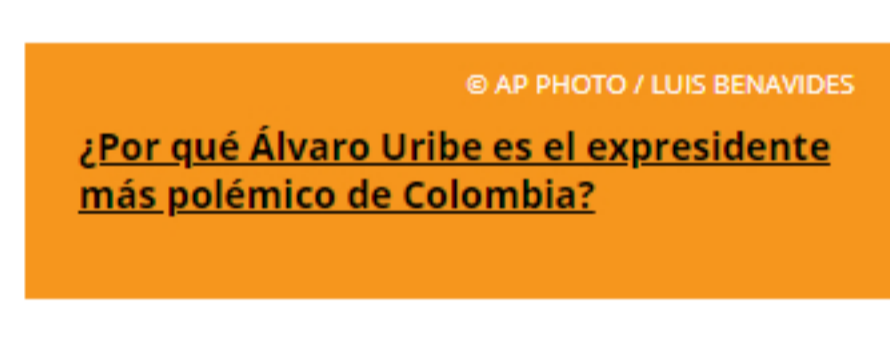 © AP PHOTO / LUIS BENAVIDES
¿Por qué Álvaro Uribe es el expresidente
más polémico de Colombia?